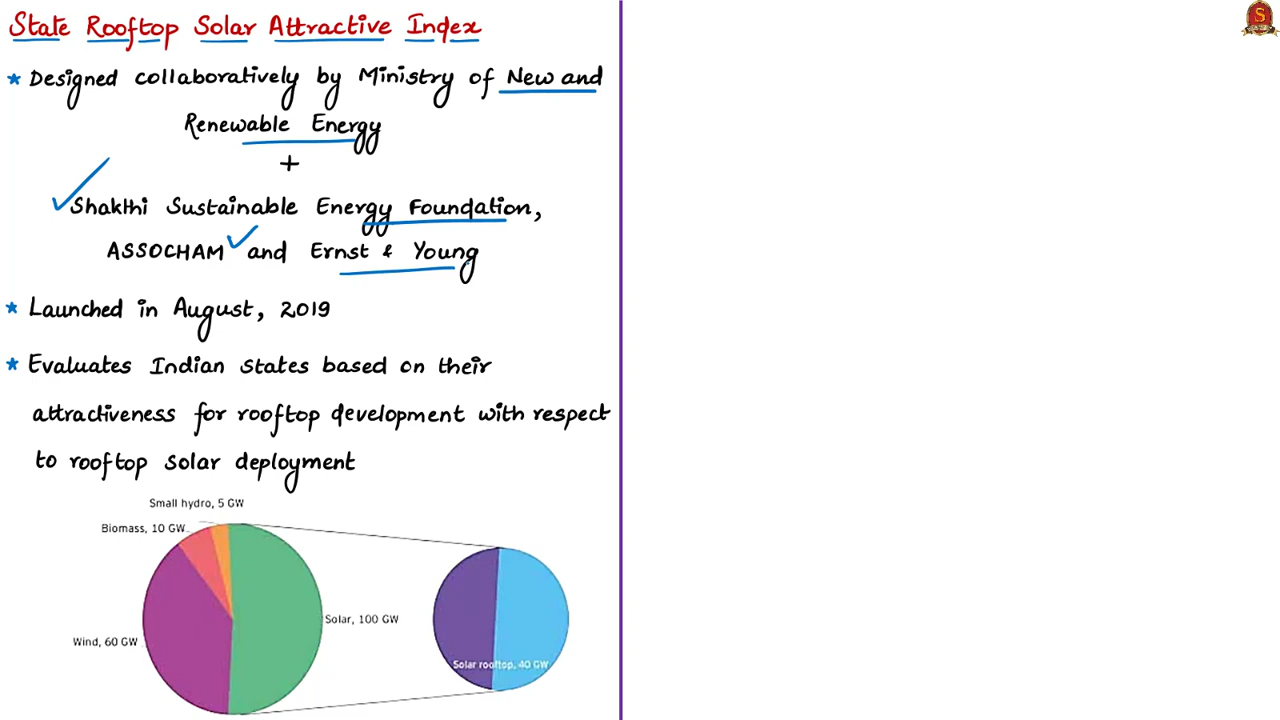 State Rooftop Solar Attractive Index
* Designed collaboratively by Ministry of New and
Renewable Energy
+
Shakthi Sustainable Energy Foundation,
ASSOCHAM and Ernst & Young
* Launched in August, 2019
* Evaluates Indian states based on their
attractiveness for rooftop development with respect
to rooftop solar deployment
Small hydro, 5 GW
Biomass, 10 GW
Solar, 100 GW
Wind, 60 GW
Solar rooftop, 40 GW